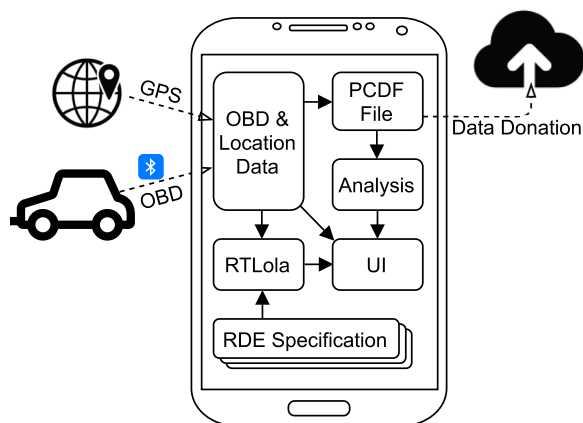 GPS
OBD
OBD &
Location
Data
PCDF
File
Data Donation
Analysis
RTLola
UI
RDE Specification